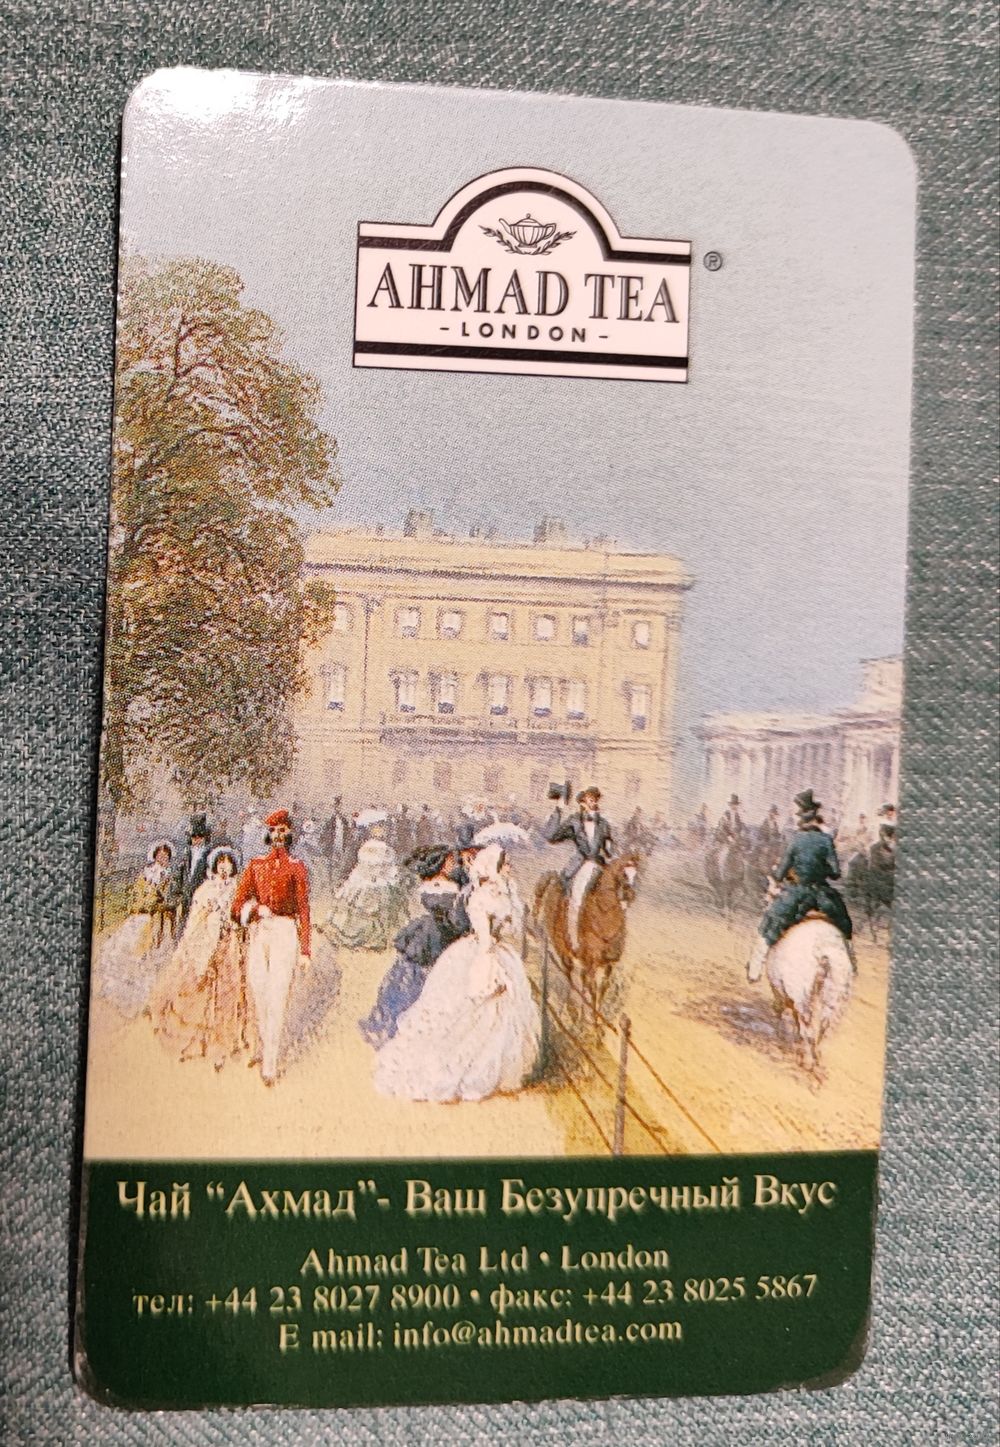 AHMAD TEA ®
- LONDON -
Чай “Ахмад”- Ваш Безупречный Вкус
Ahmad Tea Ltd • London
тел: +44 23 8027 8900 • факс: +44 23 8025 5867
E mail: info@ahmadtea.com